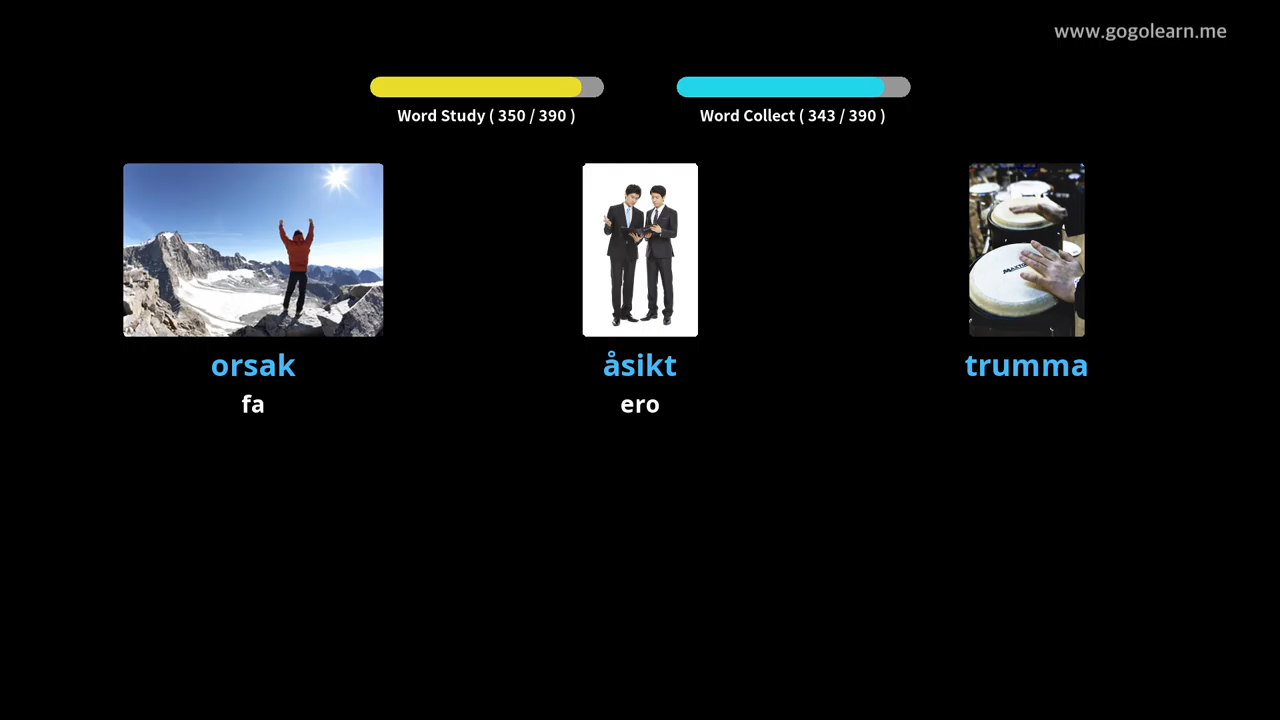 www.gogolearn.me
Word Study ( 350 / 390 )
Word Collect ( 343 / 390 )
orsak
åsikt
trumma
fa
ero